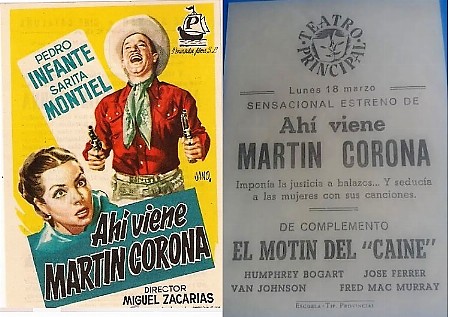 PEDRO
INFANTE
SARITA
MONTIEL
Ahí viene
MARTIN CORONA
DIRECTOR
MIGUEL ZACARIAS
TEATRO
PRINCIPAL
Lunes 18 marzo
SENSACIONAL ESTRENO DE
Ahí viene
MARTIN CORONA
Imponía la justicia a balazos... Y seducía
a las mujeres con sus canciones.
DE COMPLEMENTO
EL MOTIN DEL "CAINE"
HUMPHREY BOGART JOSE FERRER
VAN JOHNSON FRED MAC MURRAY